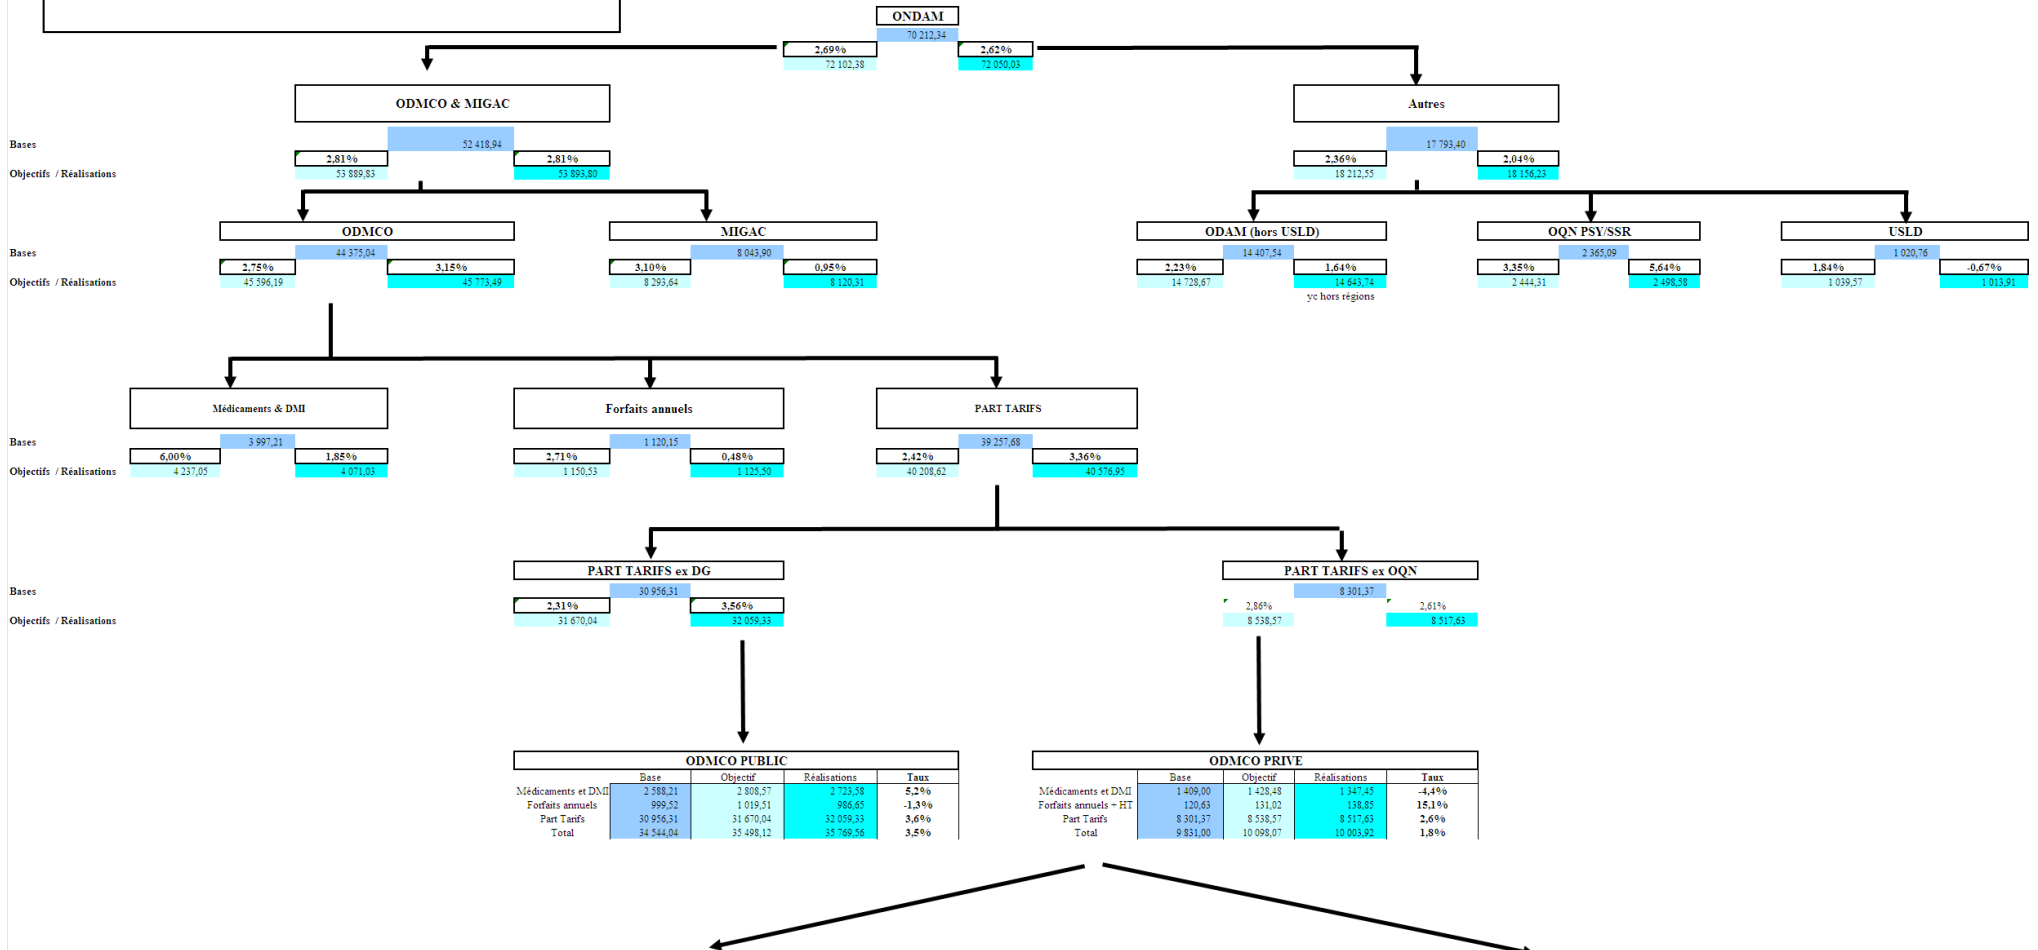 ONDAM
70 212,34
2,69% 2,62%
72 102,38 72 050,03
ODMCO & MIGAC Autres
Bases 52 418,94 17 793,40
2,81% 2,81% 2,36% 2,04%
Objectifs / Réalisations 53 889,83 53 893,80 18 212,55 18 156,23
ODMCO MIGAC ODAM (hors USLD) OQN PSY/SSR USLD
Bases 44 375,04 8 043,90 14 407,54 2 365,09 1 020,76
2,75% 3,15% 3,10% 0,95% 2,23% 1,64% 3,35% 5,64% 1,84% -0,67%
Objectifs / Réalisations 45 596,19 45 773,49 8 293,64 8 120,31 14 728,67 14 643,74 2 444,31 2 498,58 1 039,57 1 013,91
yc hors régions
Médicaments & DMI Forfaits annuels PART TARIFS
Bases 3 997,21 1 120,15 39 257,68
6,00% 1,85% 2,71% 0,48% 2,42% 3,36%
Objectifs / Réalisations 4 237,05 4 071,03 1 150,53 1 125,50 40 208,62 40 576,95
PART TARIFS ex DG PART TARIFS ex OQN
Bases 30 956,31 8 301,37
2,31% 3,56% 2,86% 2,61%
Objectifs / Réalisations 31 670,04 32 059,33 8 538,57 8 517,63
ODMCO PUBLIC
Base Objectif Réalisations Taux
Médicaments et DMI 2 588,21 2 808,57 2 723,58 5,2%
Forfaits annuels 999,52 1 019,51 986,65 -1,3%
Part Tarifs 30 956,31 31 670,04 32 059,33 3,6%
Total 34 544,04 35 498,12 35 769,56 3,5%
ODMCO PRIVE
Base Objectif Réalisations Taux
Médicaments et DMI 1 409,00 1 428,48 1 347,45 -4,4%
Forfaits annuels + HT 120,63 131,02 138,85 15,1%
Part Tarifs 8 301,37 8 538,57 8 517,63 2,6%
Total 9 831,00 10 098,07 10 003,92 1,8%